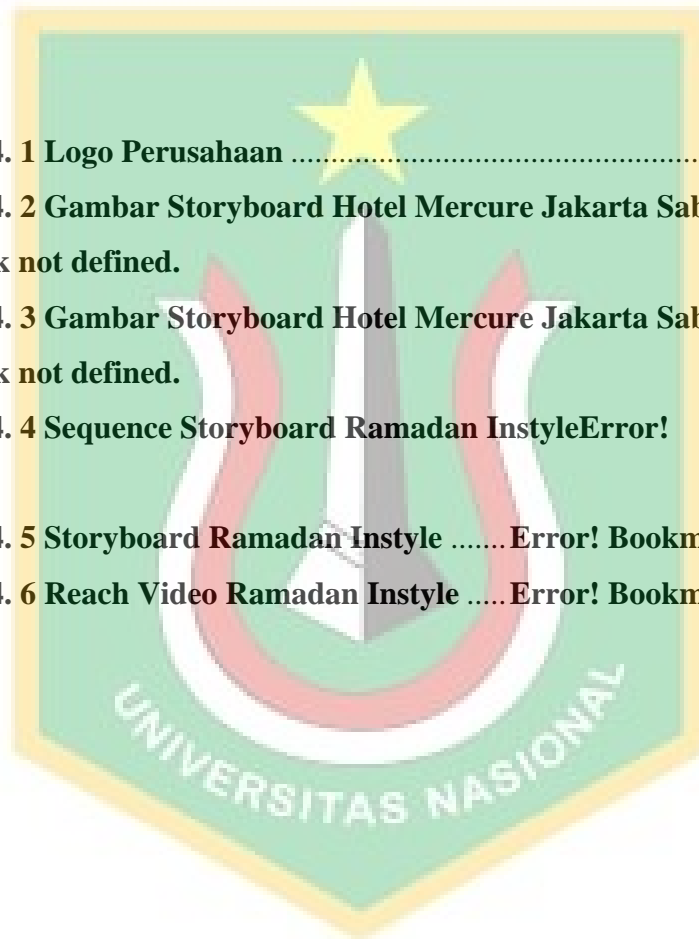 4. 1 Logo Perusahaan ..................................................
4. 2 Gambar Storyboard Hotel Mercure Jakarta Sab
k not defined.
4. 3 Gambar Storyboard Hotel Mercure Jakarta Sab
k not defined.
4. 4 Sequence Storyboard Ramadan InstyleError!
4. 5 Storyboard Ramadan Instyle .......Error! Bookm
4. 6 Reach Video Ramadan Instyle .....Error! Bookm
UNIVERSITAS NASIONAL